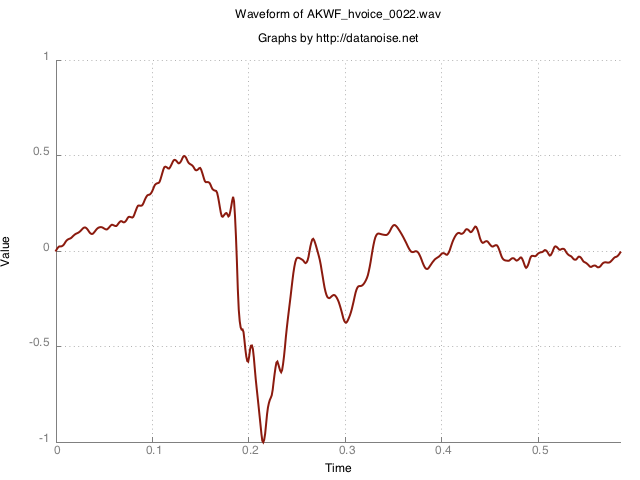 Waveform of AKWF_hvoice_0022.wav
Graphs by http://datanoise.net
1
0.5
0
-0.5
-1
Value
0 0.1 0.2 0.3 0.4 0.5
Time